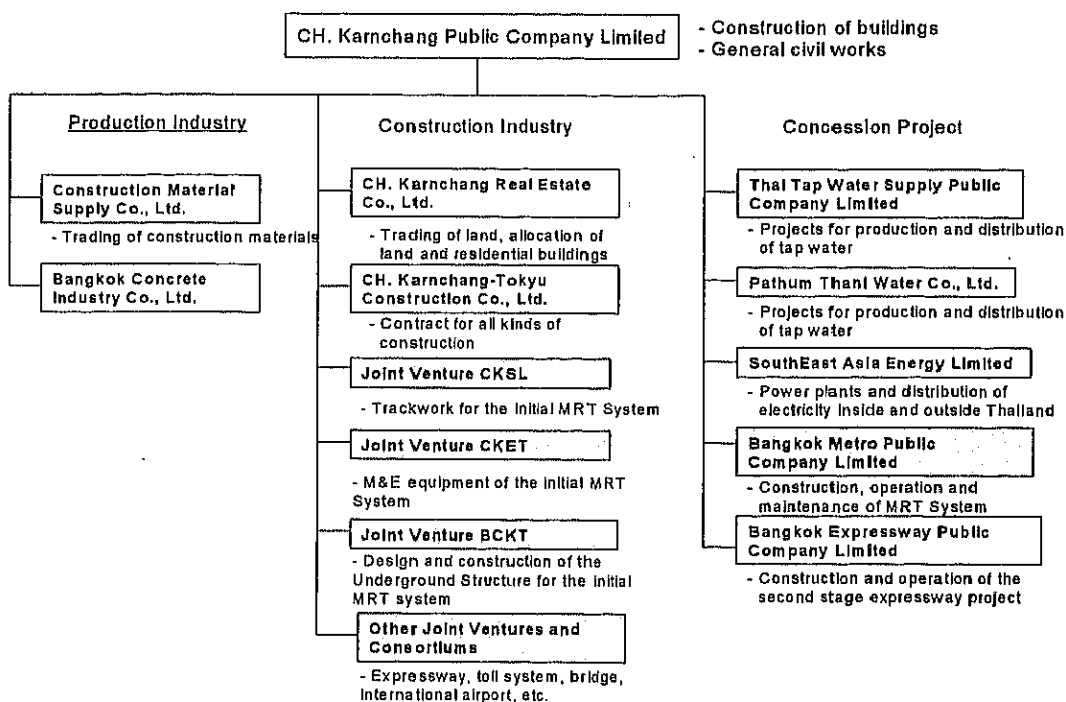 CH. Karnchang Public Company Limited
- Construction of buildings
- General civil works
Production Industry
Construction Material
Supply Co., Ltd.
- Trading of construction materials
Bangkok Concrete
Industry Co., Ltd.
Construction Industry
CH. Karnchang Real Estate
Co., Ltd.
- Trading of land, allocation of
land and residential buildings
CH. Karnchang-Tokyu
Construction Co., Ltd.
- Contract for all kinds of
construction
Joint Venture CKSL
- Trackwork for the Initial MRT System
Joint Venture CKET
- M&E equipment of the initial MRT
System
Joint Venture BCKT
- Design and construction of the
Underground Structure for the initial
MRT system
Other Joint Ventures and
Consortiums
- Expressway, toll system, bridge,
international airport, etc.
Concession Project
Thai Tap Water Supply Public
Company Limited
- Projects for production and distribution
of tap water
Pathum Thani Water Co., Ltd.
- Projects for production and distribution
of tap water
SouthEast Asia Energy Limited
- Power plants and distribution of
electricity inside and outside Thailand
Bangkok Metro Public
Company Limited
- Construction, operation and
maintenance of MRT System
Bangkok Expressway Public
Company Limited
- Construction and operation of the
second stage expressway project